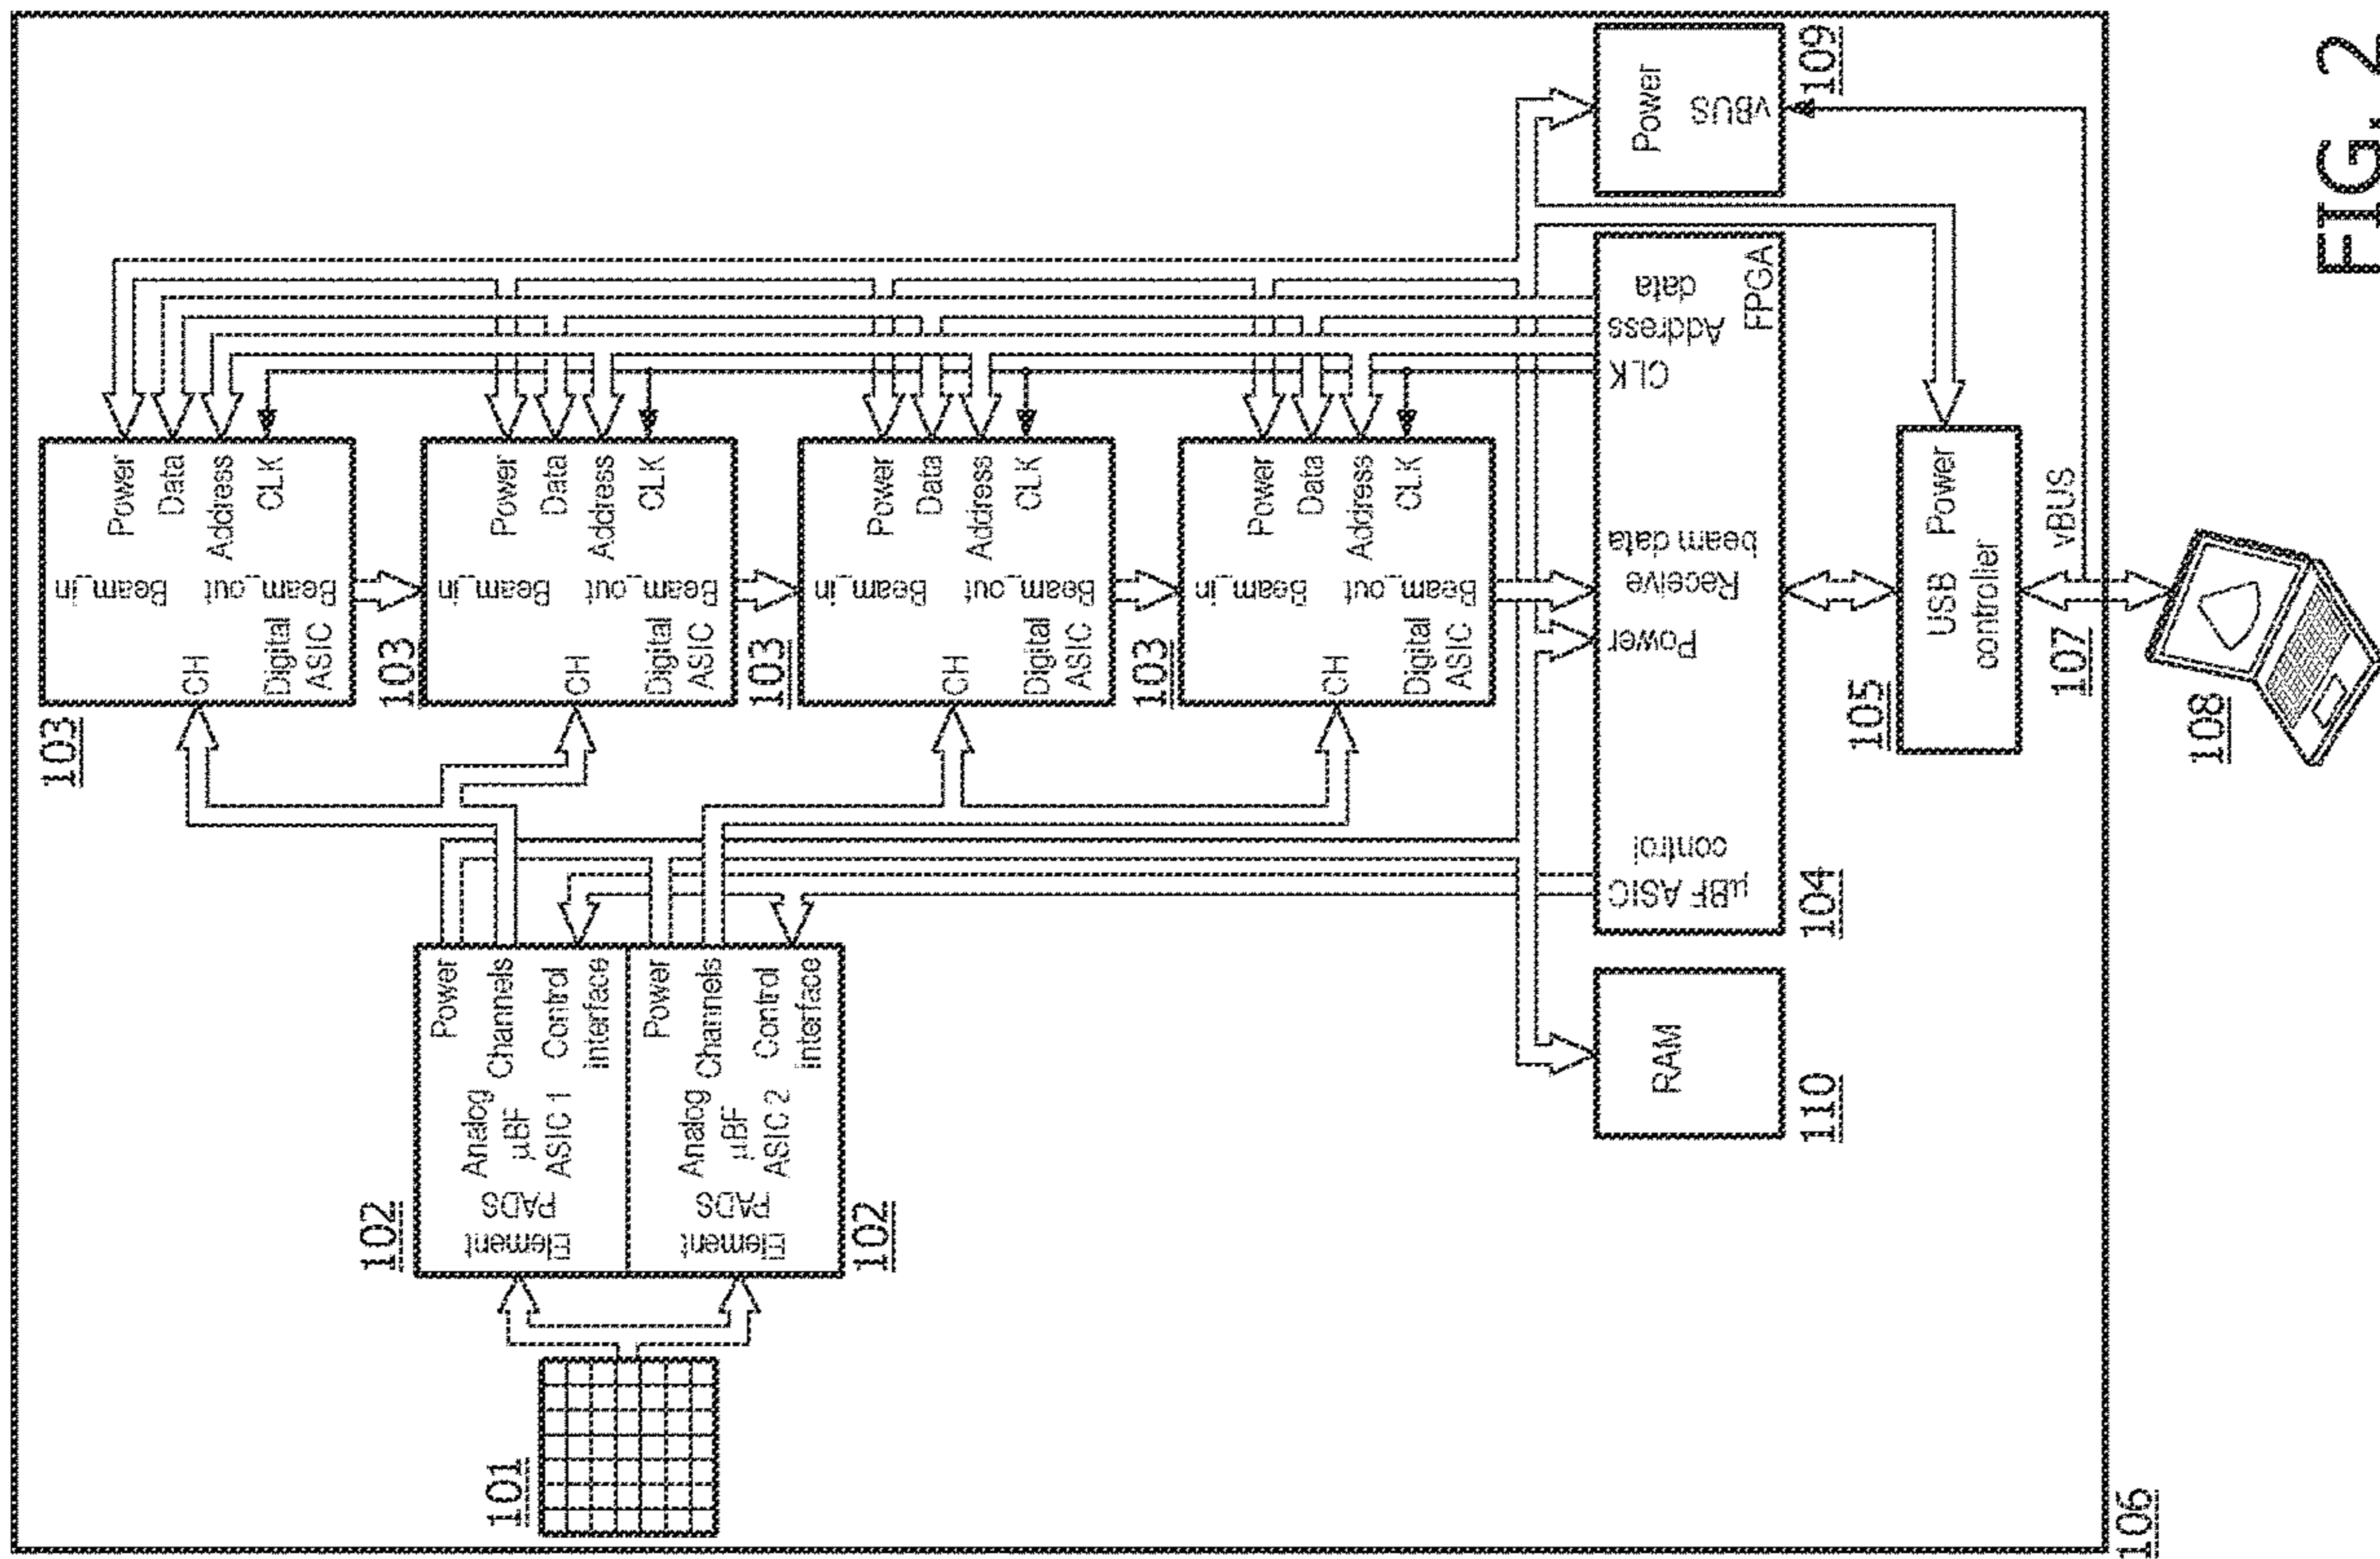 103
Power
Data
Address
CLK
Beam_in
Beam_out
CH
Digital
ASIC
103
Power
Data
Address
CLK
Beam_in
Beam_out
CH
Digital
ASIC
103
Power
Data
Address
CLK
Beam_in
Beam_out
CH
Digital
ASIC
103
Power
Data
Address
CLK
Beam_in
Beam_out
CH
Digital
ASIC
101
102
Power
Channels
Control
interface
Analog
µBF
ASIC 1
Element
PADS
102
Power
Channels
Control
interface
Analog
µBF
ASIC 2
Element
PADS
110
RAM
104
µBF ASIC
control
Power
Receive
beam data
CLK
Address
data
FPGA
109
Power
vBUS
105
USB
controller
Power
107
vBUS
108
106
FIG. 2